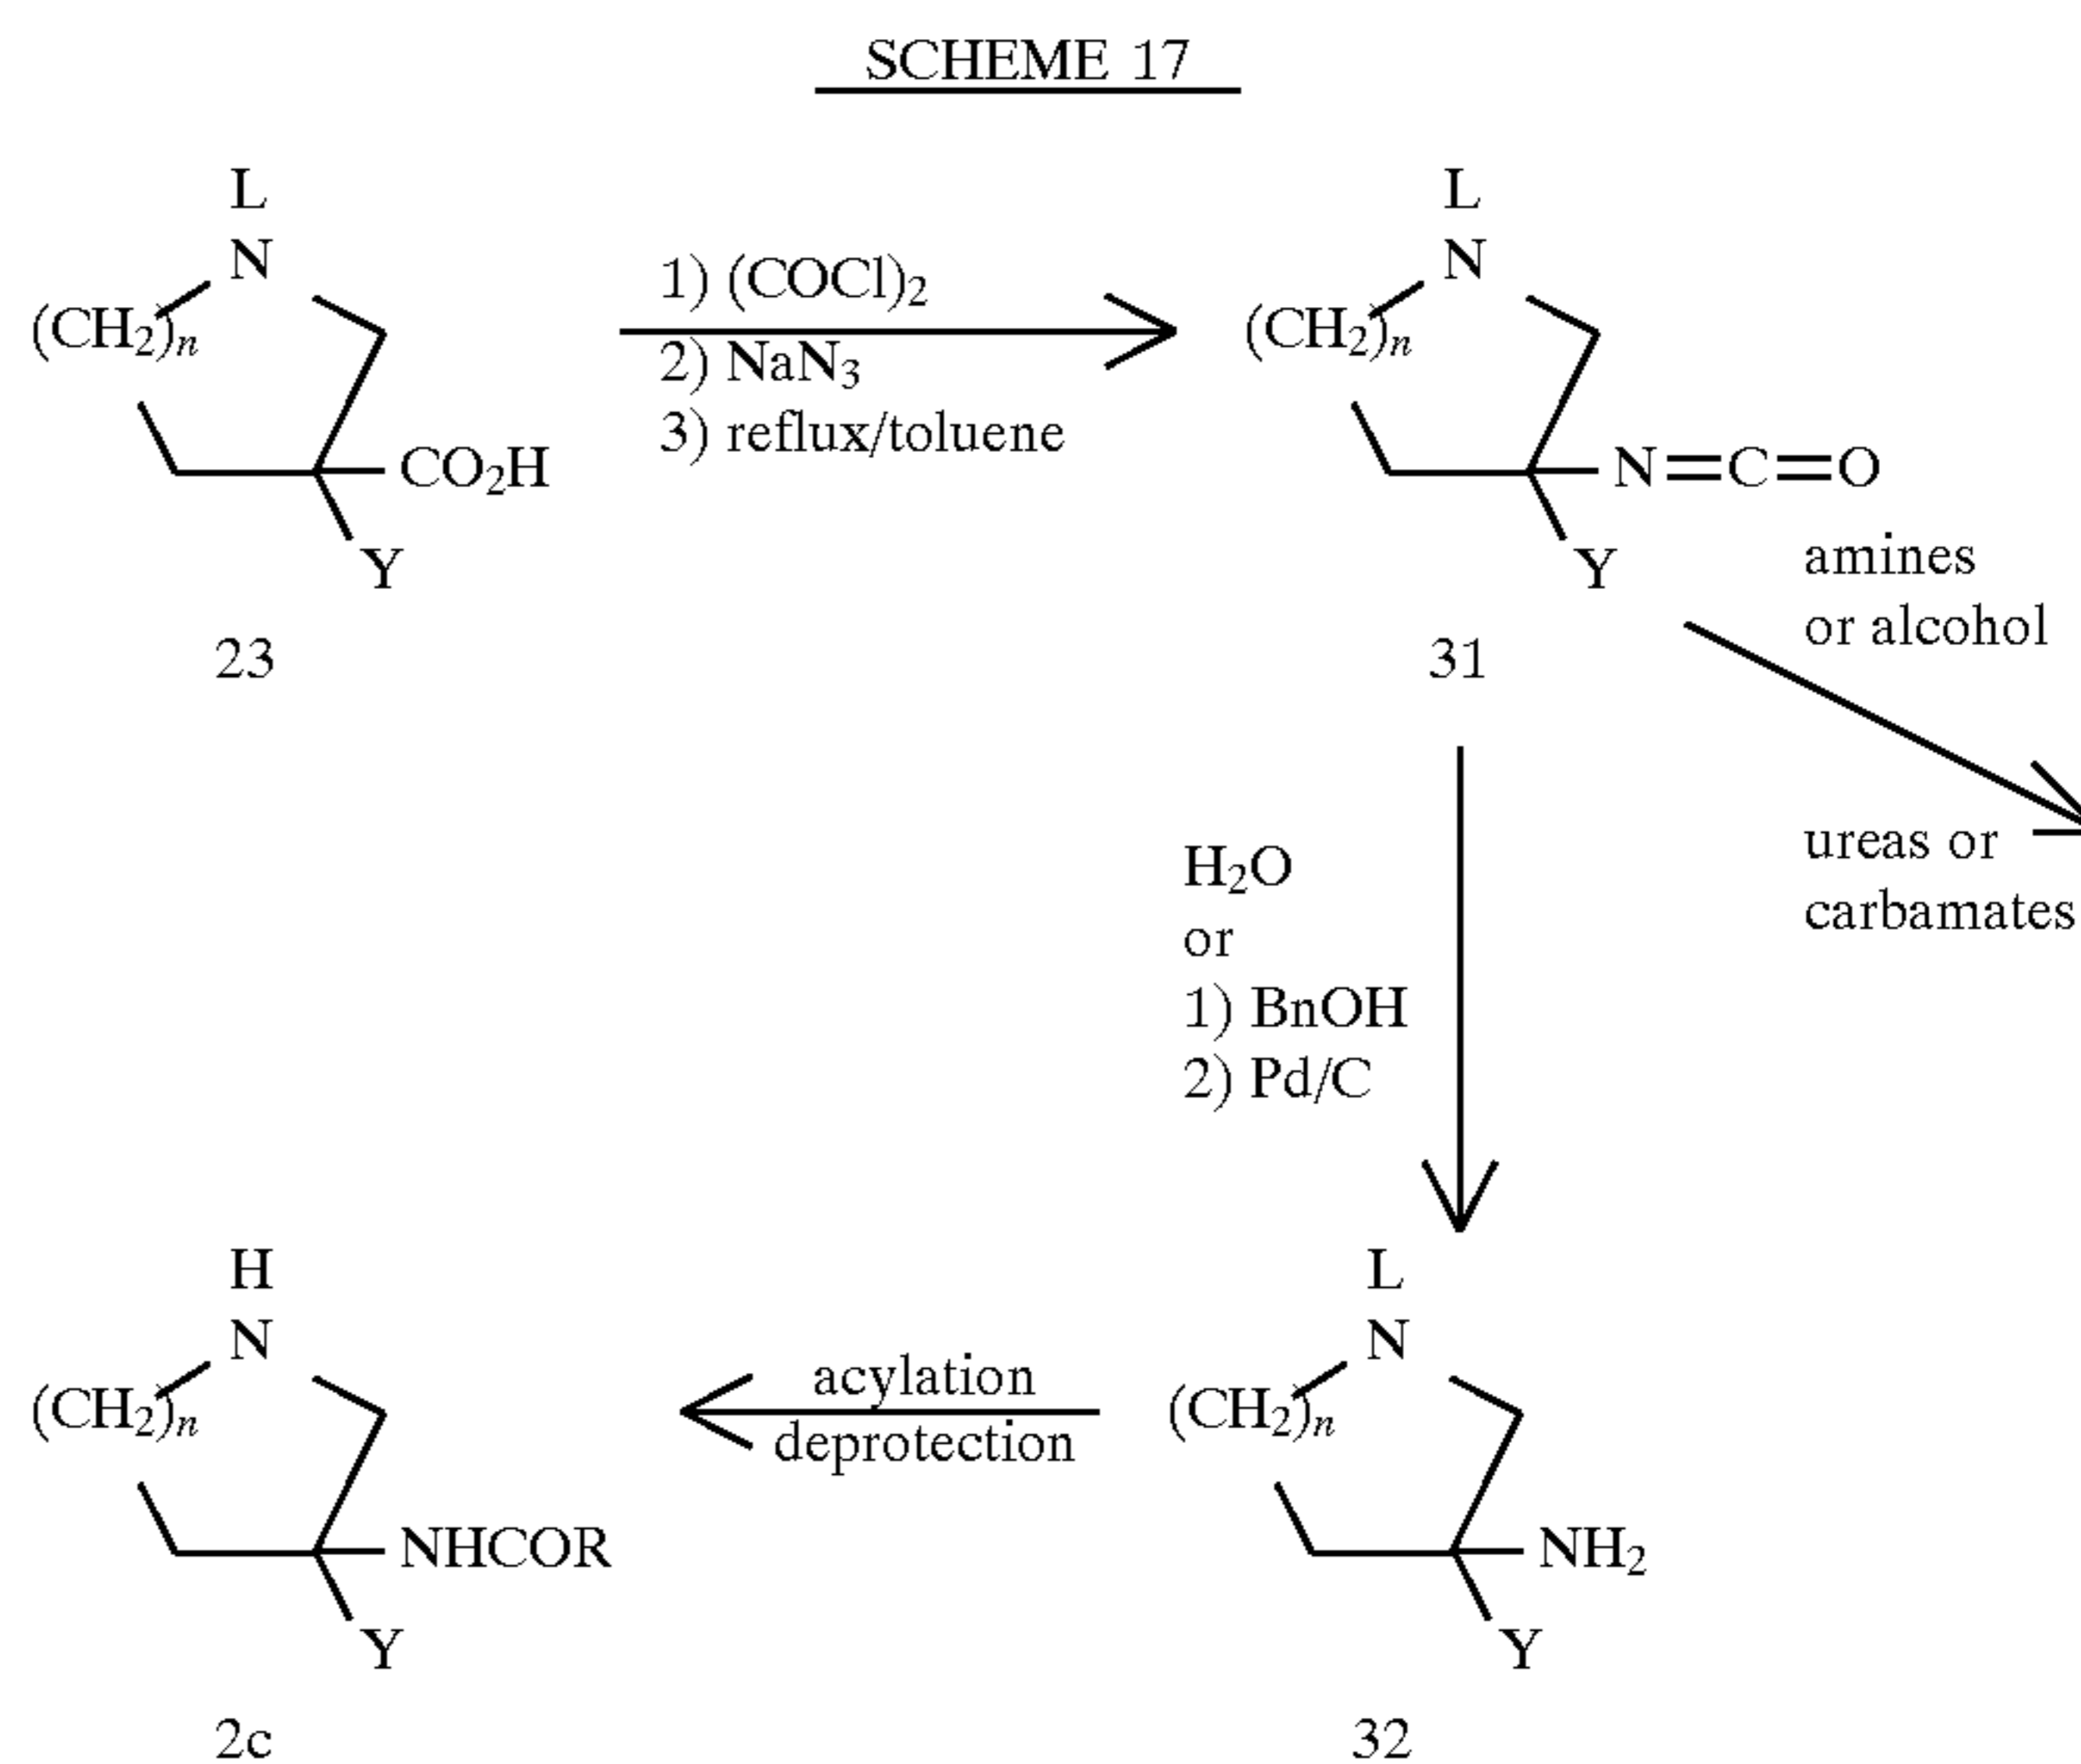 SCHEME 17
L
N
(CH2)n
CO2H
Y
23
1) (COCl)2
2) NaN3
3) reflux/toluene
L
N
(CH2)n
N=C=O
Y
31
amines
or alcohol
ureas or
carbamates
H2O
or
1) BnOH
2) Pd/C
H
N
(CH2)n
NHCOR
Y
2c
acylation
deprotection
L
N
(CH2)n
NH2
Y
32